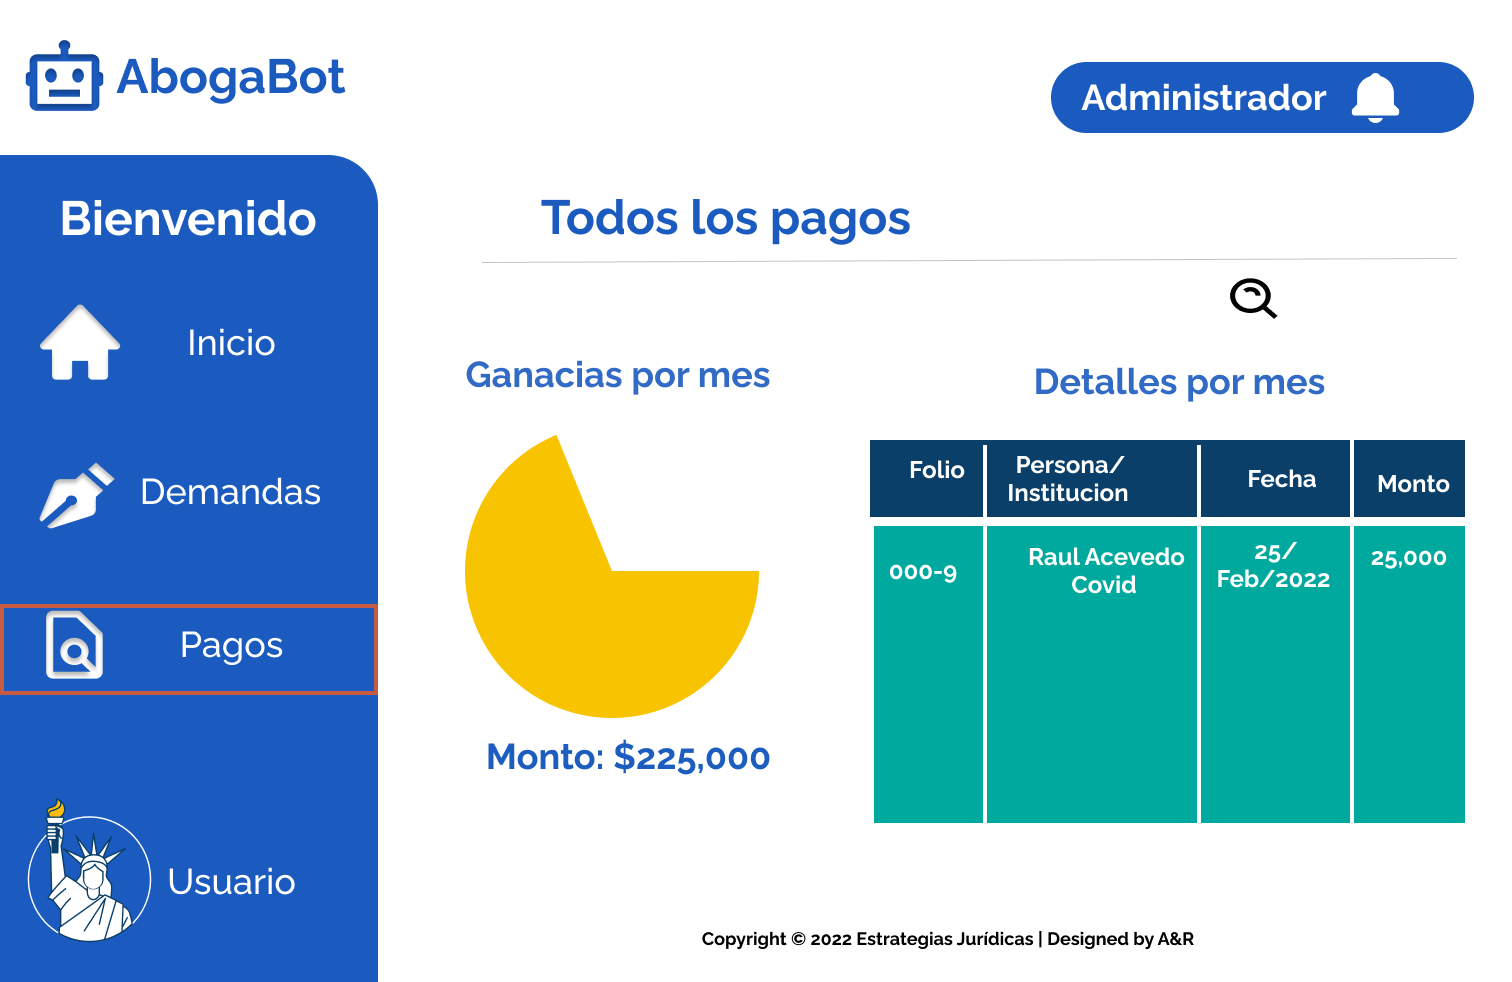 AbogaBot
Administrador
Bienvenido
Inicio
Demandas
Pagos
Usuario
Todos los pagos
Ganacias por mes
Monto: $225,000
Detalles por mes
Folio
Persona/
Institucion
Fecha
Monto
000-9
Raul Acevedo
Covid
25/
Feb/2022
25,000
Copyright © 2022 Estrategias Jurídicas | Designed by A&R